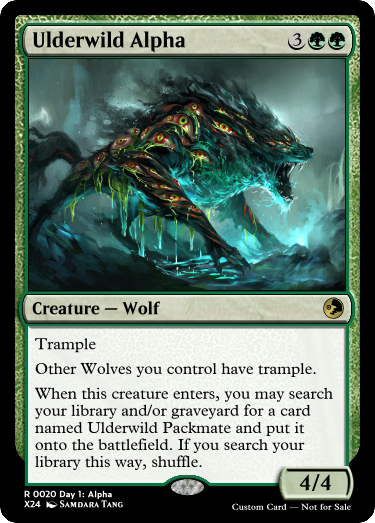 Ulderwild Alpha 3
Creature — Wolf
Trample
Other Wolves you control have trample.
When this creature enters, you may search
your library and/or graveyard for a card
named Ulderwild Packmate and put it
onto the battlefield. If you search your
library this way, shuffle.
4/4
R 0020 Day 1: Alpha
X24 Samdara Tang
Custom Card — Not for Sale